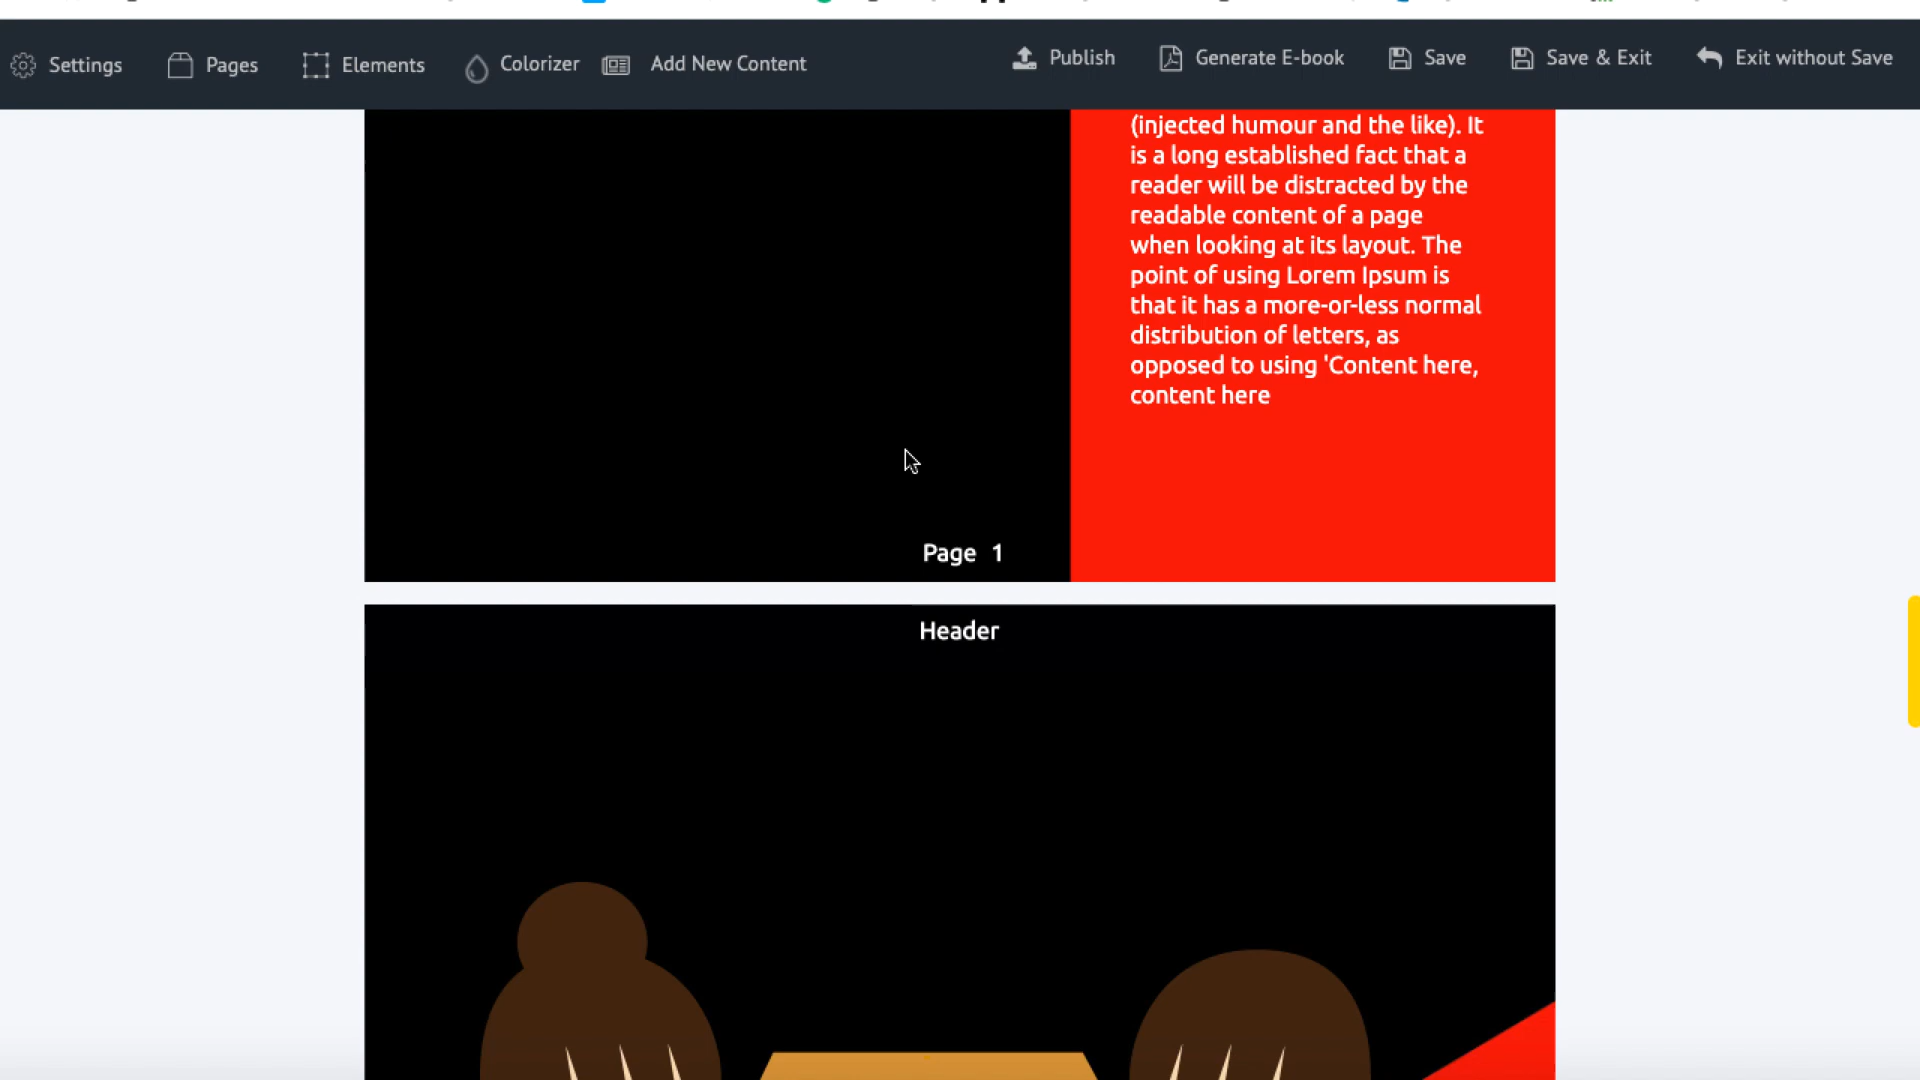 Settings Pages Elements Colorizer Add New Content Publish Generate E-book Save Save & Exit Exit without Save
(injected humour and the like). It
is a long established fact that a
reader will be distracted by the
readable content of a page
when looking at its layout. The
point of using Lorem Ipsum is
that it has a more-or-less normal
distribution of letters, as
opposed to using 'Content here,
content here
Page 1
Header